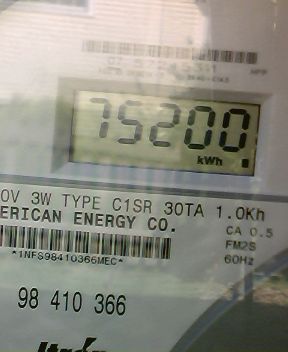 75200
kWh
0V 3W TYPE C1SR 30TA 1.0Kh
ERICAN ENERGY CO.
CA 0.5
FM2S
60Hz
*1NFS98410366MEC*
98 410 366
Itron